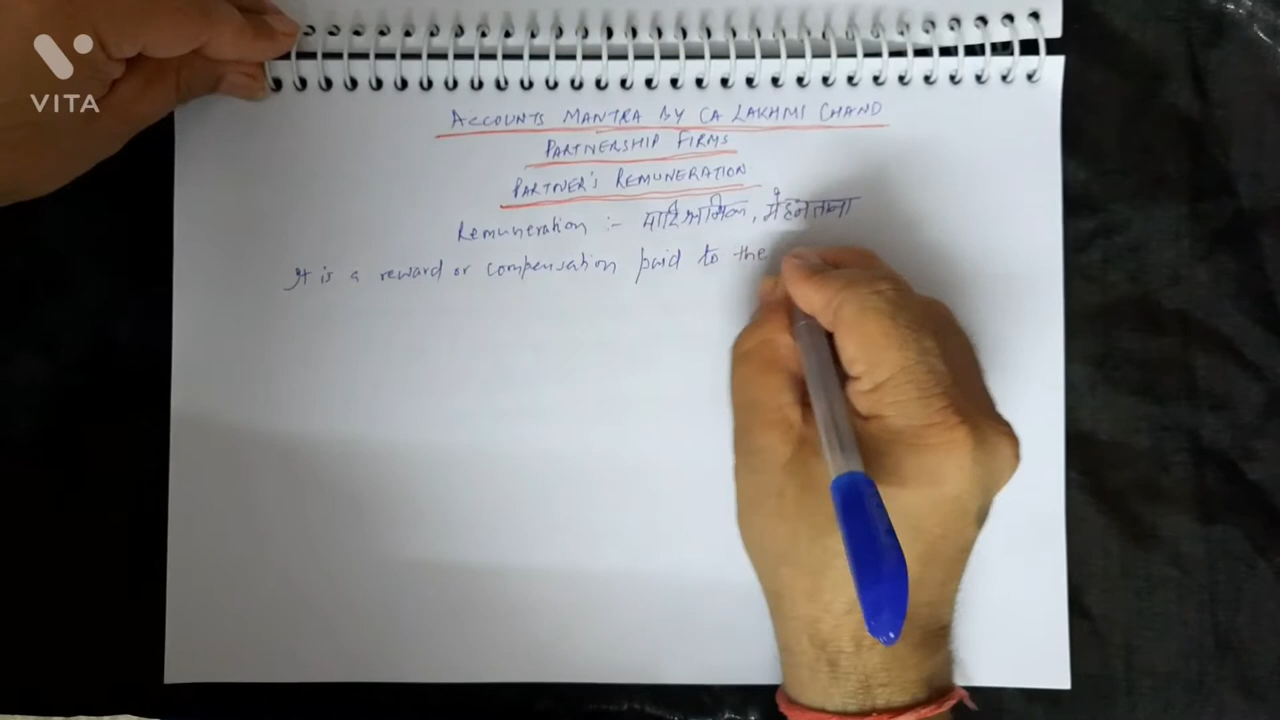 VITA
ACCOUNTS MANTRA BY CA LAKHMI CHAND
PARTNERSHIP FIRMS
PARTNER'S REMUNERATION
Remuneration :- पारिश्रमिक, मेहनताना
It is a reward or compensation paid to the